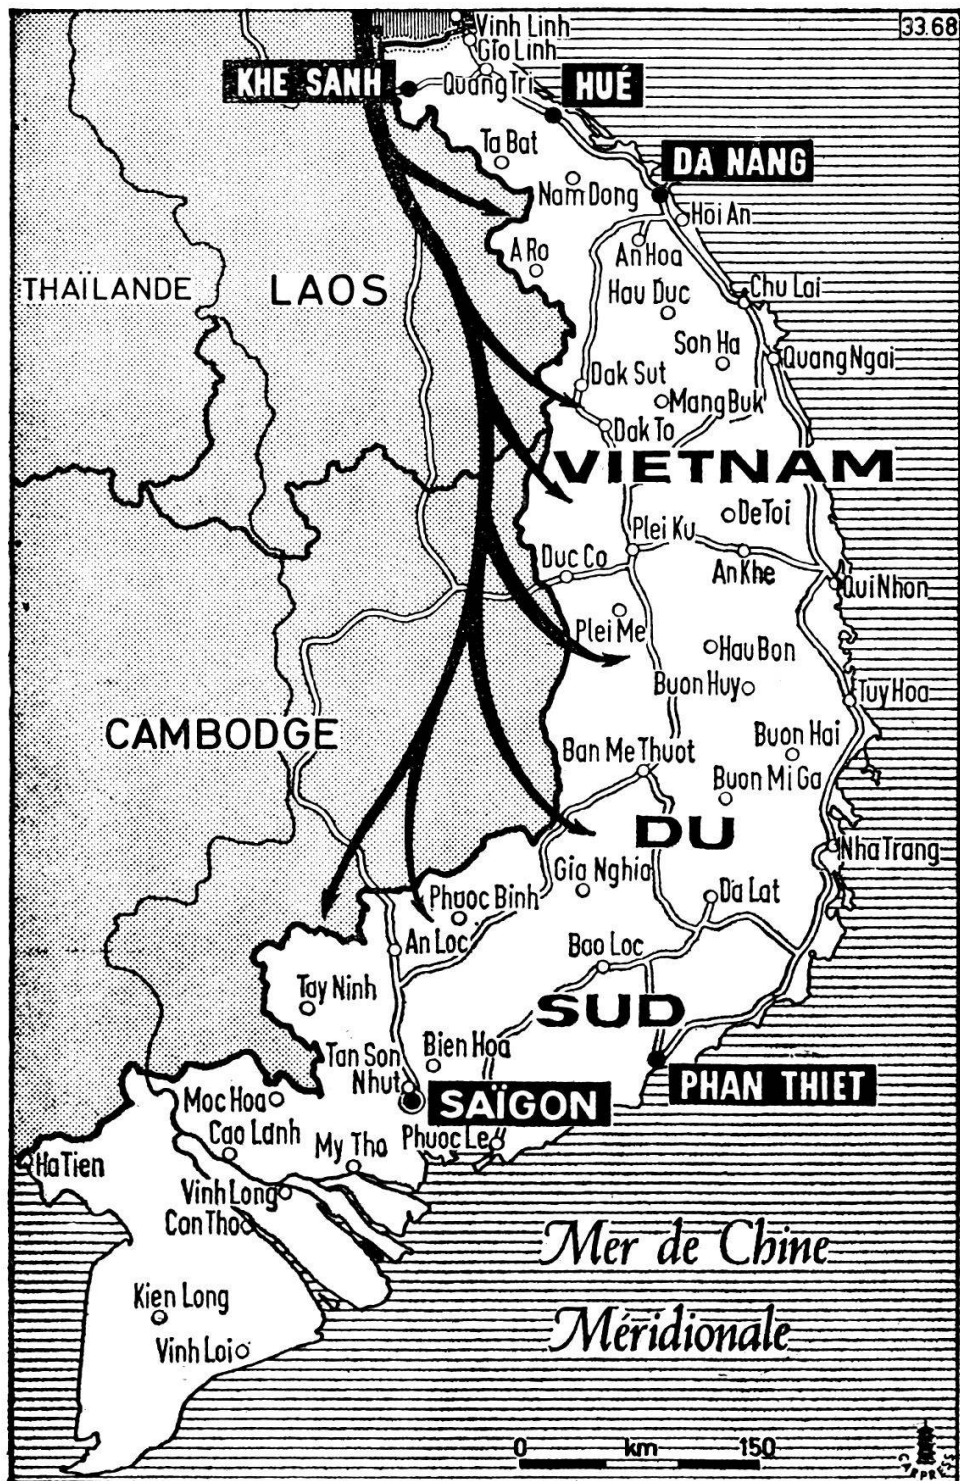 33.68
Vinh Linh
Gio Linh
KHE SANH
Quang Tri
HUÉ
Ta Bat
DA NANG
Nam Dong
Hoi An
A Ro
An Hoa
THAÏLANDE
LAOS
Hau Duc
Chu Lai
Son Ha
Quang Ngai
Dak Sut
Mang Buk
Dak To
VIETNAM
De Toi
Plei Ku
Duc Co
An Khe
Qui Nhon
Plei Me
Hau Bon
Buon Huy
Tuy Hoa
CAMBODGE
Buon Hai
Ban Me Thuot
Buon Mi Ga
DU
Nha Trang
Gia Nghia
Phuoc Binh
Da Lat
An Loc
Bao Loc
Tay Ninh
SUD
Bien Hoa
Tan Son
Nhut
PHAN THIET
Moc Hoa
SAÏGON
Cao Lanh
My Tho
Phuoc Le
Ha Tien
Vinh Long
Can Tho
Mer de Chine
Kien Long
Méridionale
Vinh Loi
0 km 150